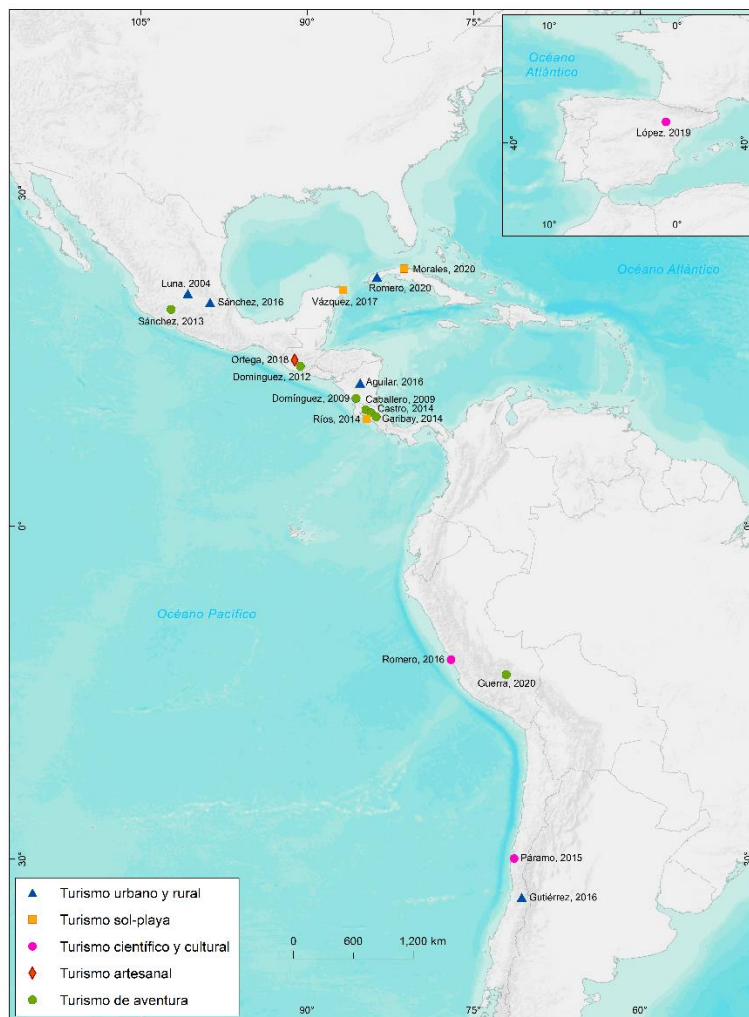 105°
90°
75°
10°
0°
Océano
Atlántico
40°
López. 2019
40°
10°
0°
30°
Océano Atlántico
Luna. 2004
Sánchez, 2016
Sánchez, 2013
Morales, 2020
Romero, 2020
Vázquez, 2017
Ortega, 2018
Dominguez, 2012
Aguilar. 2016
Domínguez, 2009
Caballero, 2009
Castro, 2014
Ríos, 2014
Garibay, 2014
0°
0°
Océano Pacífico
Romero, 2016
Guerra, 2020
Páramo, 2015
30°
Gutiérrez, 2016
Turismo urbano y rural
Turismo sol-playa
Turismo científico y cultural
Turismo artesanal
Turismo de aventura
0
600
1,200 km
90°
75°
60°